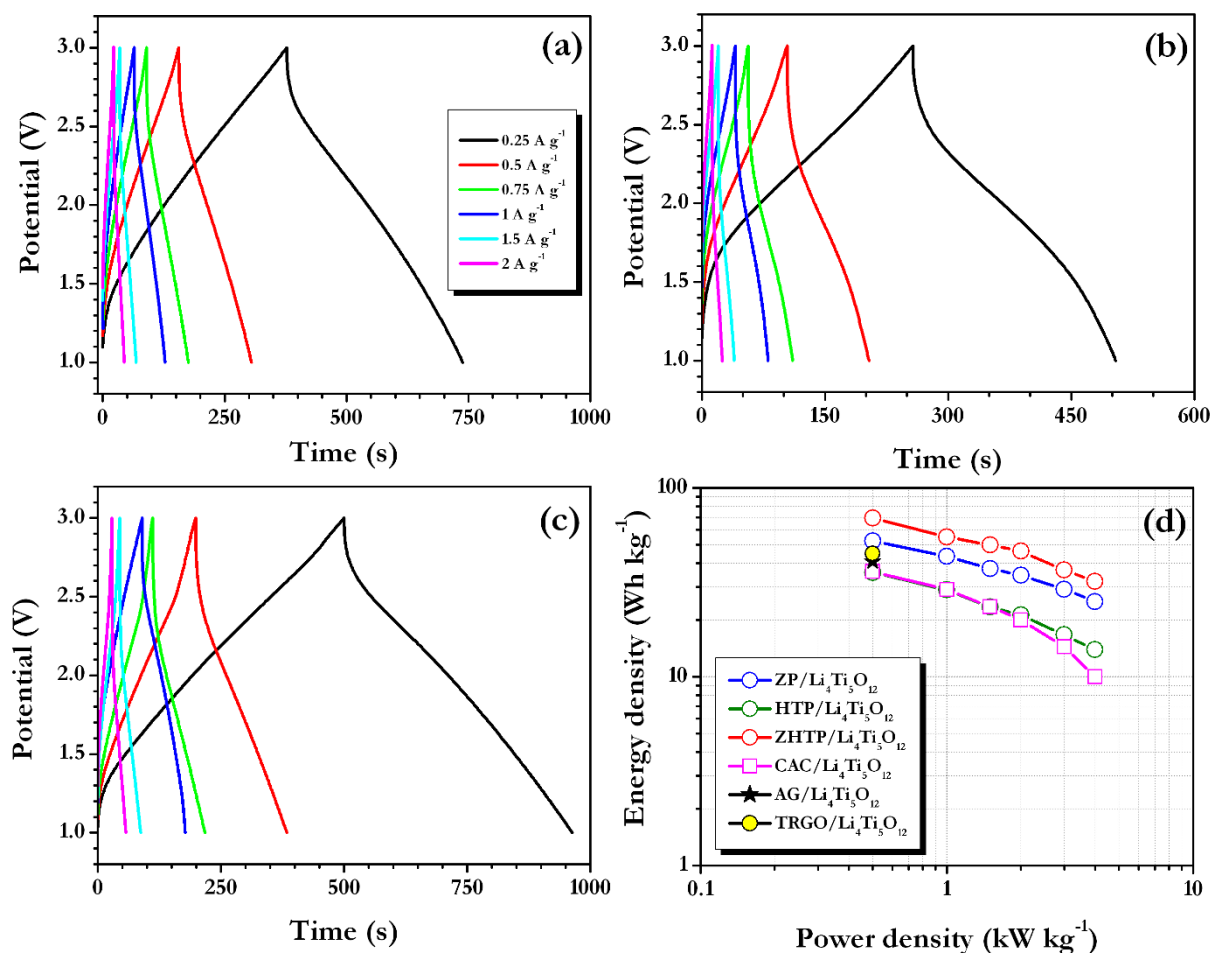 (a)
3.0
2.5
2.0
1.5
1.0
Potential (V)
0.25 A g⁻¹
0.5 A g⁻¹
0.75 A g⁻¹
1 A g⁻¹
1.5 A g⁻¹
2 A g⁻¹
0 250 500 750 1000
Time (s)
(b)
3.0
2.5
2.0
1.5
1.0
Potential (V)
0 150 300 450 600
Time (s)
(c)
3.0
2.5
2.0
1.5
1.0
Potential (V)
0 250 500 750 1000
Time (s)
(d)
100
10
1
Energy density (Wh kg⁻¹)
ZP/Li₄Ti₅O₁₂
HTP/Li₄Ti₅O₁₂
ZHTP/Li₄Ti₅O₁₂
CAC/Li₄Ti₅O₁₂
AG/Li₄Ti₅O₁₂
TRGO/Li₄Ti₅O₁₂
0.1 1 10
Power density (kW kg⁻¹)